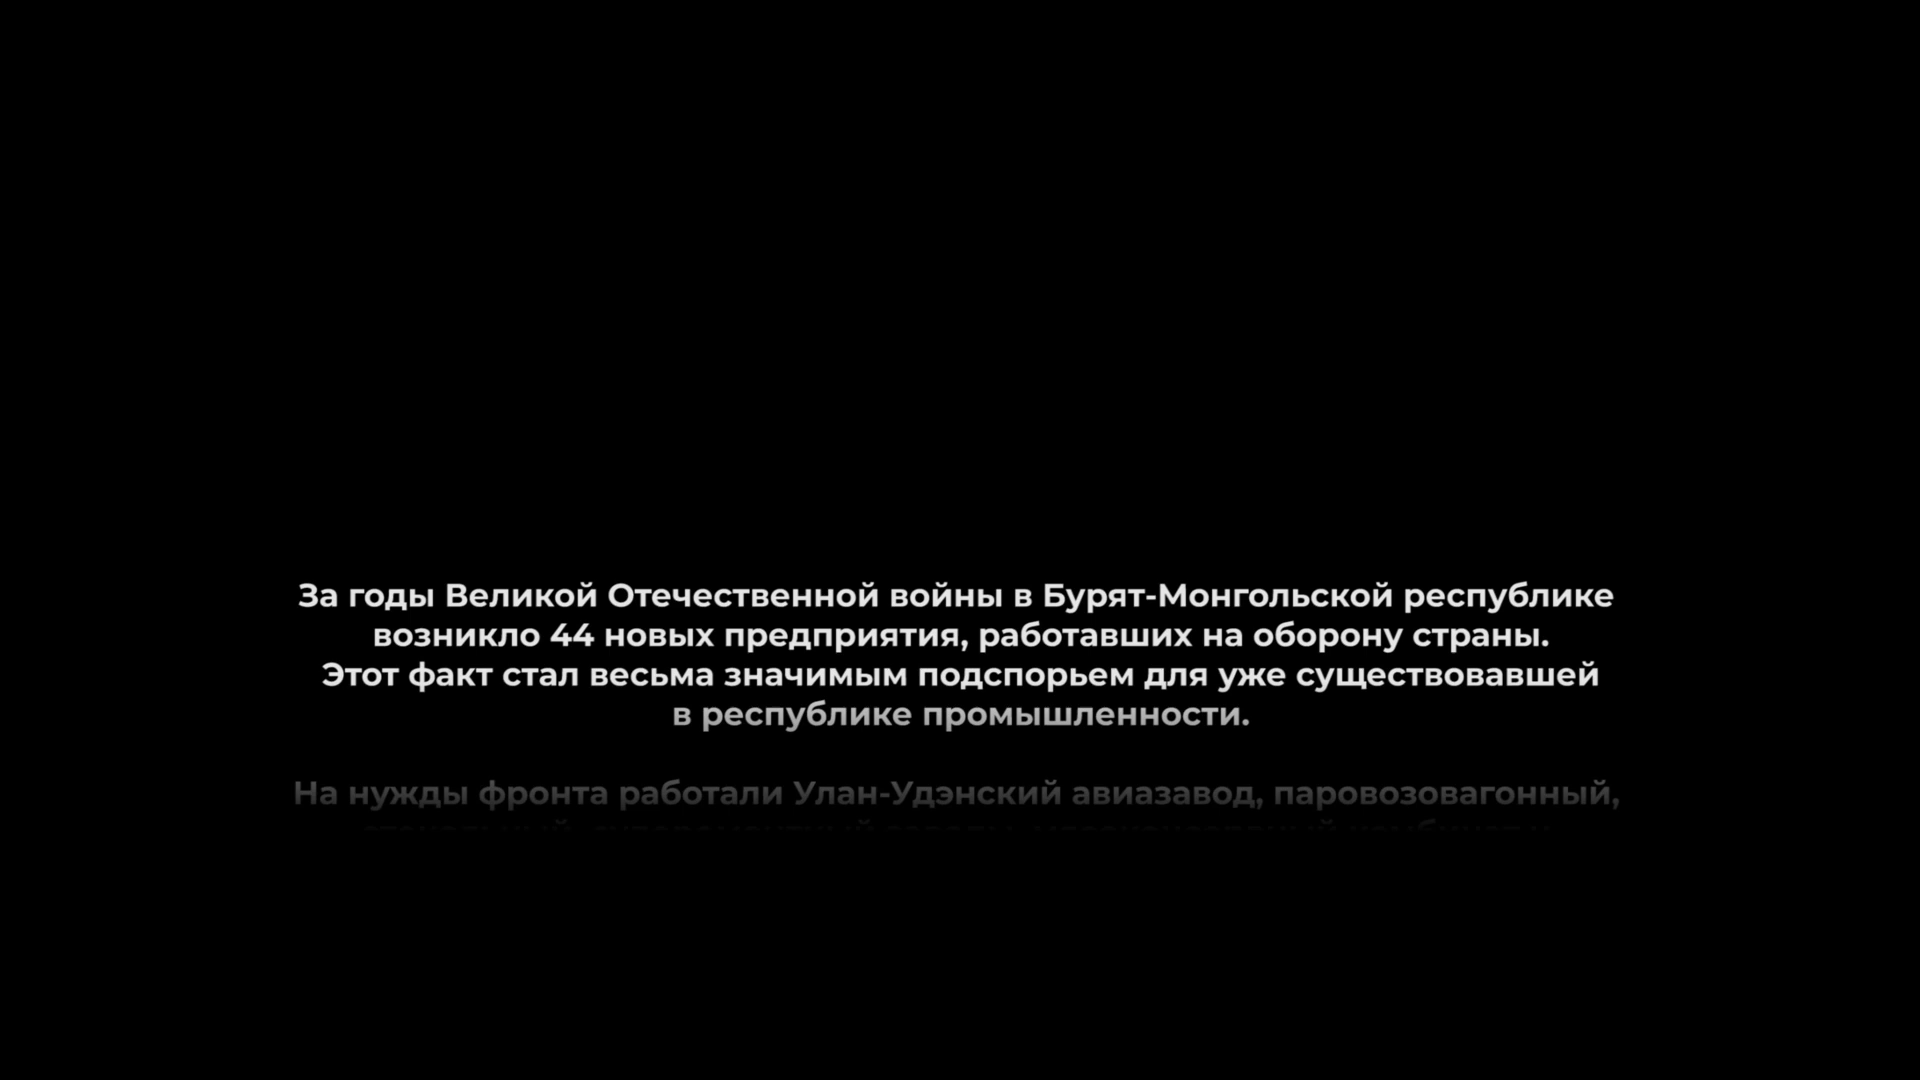 За годы Великой Отечественной войны в Бурят-Монгольской республике
возникло 44 новых предприятия, работавших на оборону страны.
Этот факт стал весьма значимым подспорьем для уже существовавшей
в республике промышленности.
На нужды фронта работали Улан-Удэнский авиазавод, паровозовагонный,